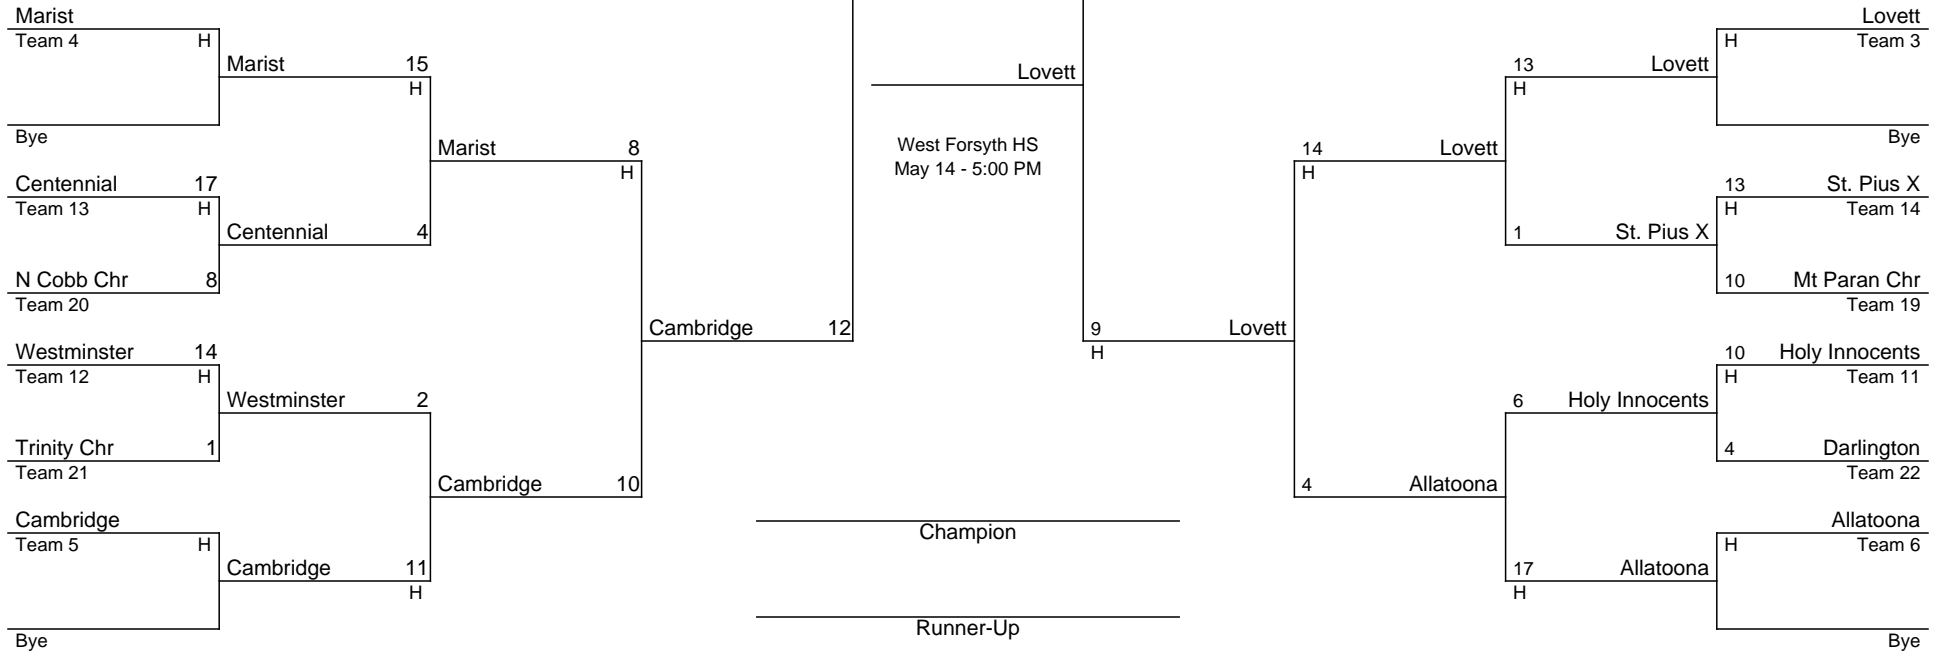 Marist
Team 4 H
Marist 15
H
Bye
Marist 8
H
Centennial 17
Team 13 H
Centennial 4
N Cobb Chr 8
Team 20
Cambridge 12
Westminster 14
Team 12 H
Westminster 2
Trinity Chr 1
Team 21
Cambridge 10
Cambridge
Team 5 H
Cambridge 11
H
Bye
Lovett
West Forsyth HS
May 14 - 5:00 PM
Champion
Runner-Up
Lovett
H Team 3
13 Lovett
H
Bye
14 Lovett
H
13 St. Pius X
H Team 14
1 St. Pius X
10 Mt Paran Chr
Team 19
9 Lovett
H
10 Holy Innocents
H Team 11
6 Holy Innocents
4 Darlington
Team 22
4 Allatoona
Allatoona
H Team 6
17 Allatoona
H
Bye